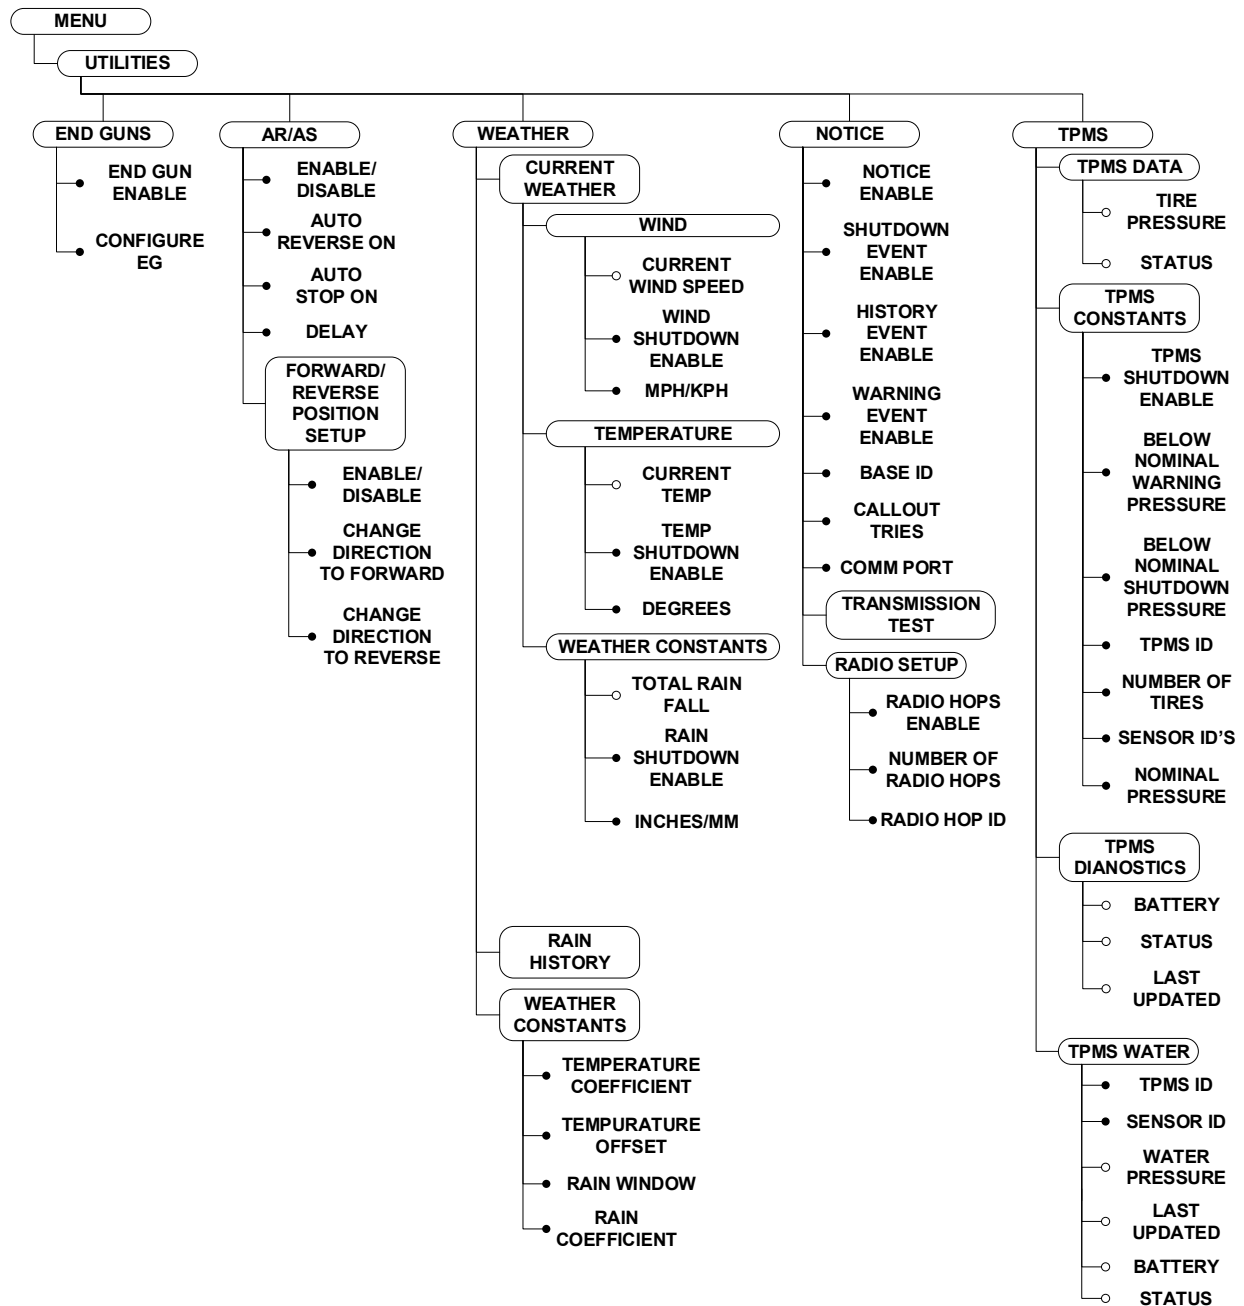 MENU
UTILITIES
END GUNS
END GUN
ENABLE
CONFIGURE
EG
AR/AS
ENABLE/
DISABLE
AUTO
REVERSE ON
AUTO
STOP ON
DELAY
FORWARD/
REVERSE
POSITION
SETUP
ENABLE/
DISABLE
CHANGE
DIRECTION
TO FORWARD
CHANGE
DIRECTION
TO REVERSE
WEATHER
CURRENT
WEATHER
WIND
CURRENT
WIND SPEED
WIND
SHUTDOWN
ENABLE
MPH/KPH
TEMPERATURE
CURRENT
TEMP
TEMP
SHUTDOWN
ENABLE
DEGREES
WEATHER CONSTANTS
TOTAL RAIN
FALL
RAIN
SHUTDOWN
ENABLE
INCHES/MM
RAIN
HISTORY
WEATHER
CONSTANTS
TEMPERATURE
COEFFICIENT
TEMPURATURE
OFFSET
RAIN WINDOW
RAIN
COEFFICIENT
NOTICE
NOTICE
ENABLE
SHUTDOWN
EVENT
ENABLE
HISTORY
EVENT
ENABLE
WARNING
EVENT
ENABLE
BASE ID
CALLOUT
TRIES
COMM PORT
TRANSMISSION
TEST
RADIO SETUP
RADIO HOPS
ENABLE
NUMBER OF
RADIO HOPS
RADIO HOP ID
TPMS
TPMS DATA
TIRE
PRESSURE
STATUS
TPMS
CONSTANTS
TPMS
SHUTDOWN
ENABLE
BELOW
NOMINAL
WARNING
PRESSURE
BELOW
NOMINAL
SHUTDOWN
PRESSURE
TPMS ID
NUMBER OF
TIRES
SENSOR ID’S
NOMINAL
PRESSURE
TPMS
DIANOSTICS
BATTERY
STATUS
LAST
UPDATED
TPMS WATER
TPMS ID
SENSOR ID
WATER
PRESSURE
LAST
UPDATED
BATTERY
STATUS